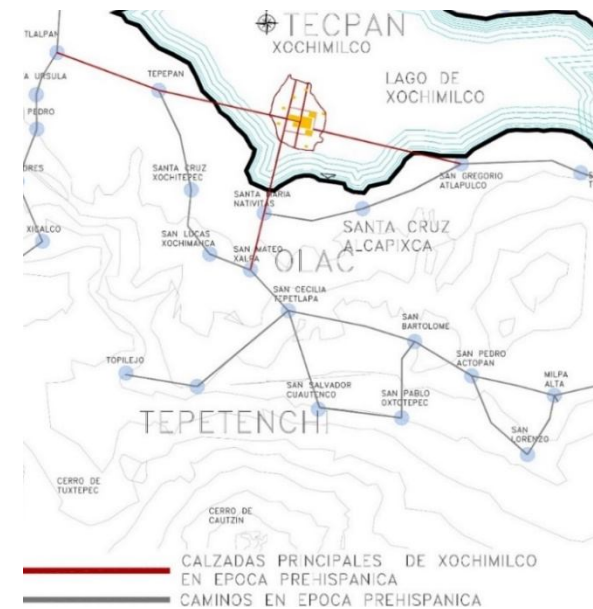 TECPAN
XOCHIMILCO
TLALPAN
TEPEPAN
LAGO DE
XOCHIMILCO
A URSULA
PEDRO
SANTA CRUZ
XOCHITEPEC
SAN GREGORIO
ATLAPULCO
SANTA MARIA
NATIVITAS
SANTA CRUZ
ALCAPIXCA
XICALCO
SAN LUCAS
XOCHIMANCA
SAN MATEO
XALPA
OLAC
SAN CECILIA
TEPETLAPA
SAN
BARTOLOME
SAN PEDRO
ACTOPAN
TOPILEJO
MILPA
ALTA
SAN SALVADOR
CUAUTENCO
SAN PABLO
OXTOTEPEC
TEPETENCHI
SAN
LORENZO
CERRO DE
TUXTEPEC
CERRO DE
CAUTZIN
CALZADAS PRINCIPALES DE XOCHIMILCO
EN EPOCA PREHISPANICA
CAMINOS EN EPOCA PREHISPANICA